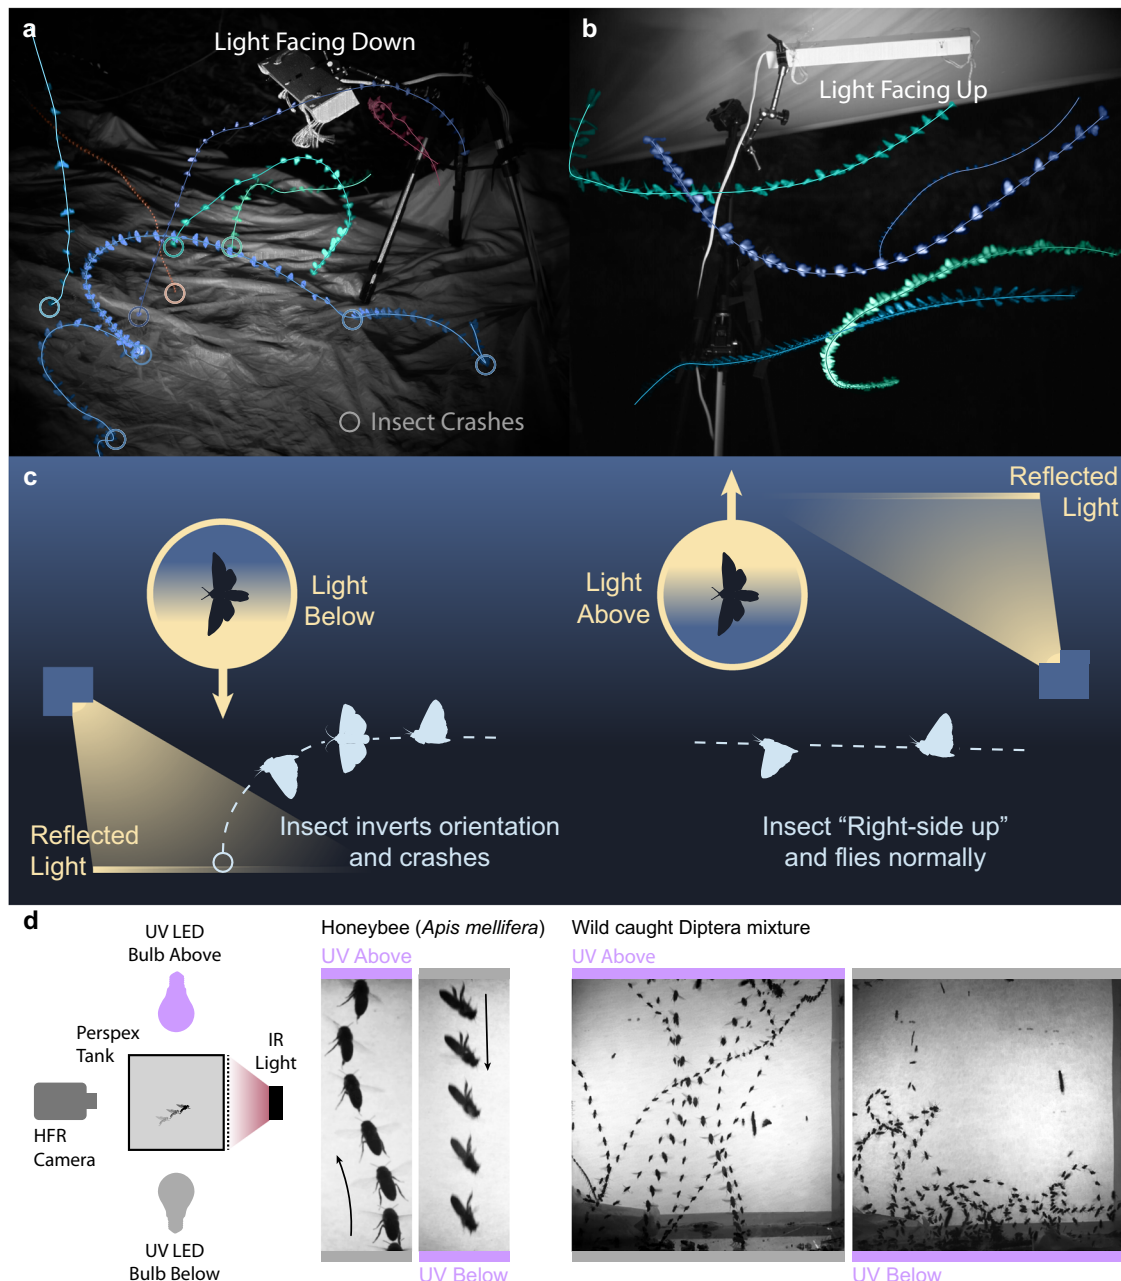 a
Light Facing Down
Insect Crashes
b
Light Facing Up
c
Light
Below
Reflected
Light
Insect inverts orientation
and crashes
Light
Above
Reflected
Light
Insect “Right-side up”
and flies normally
d
UV LED
Bulb Above
Perspex
Tank
IR
Light
HFR
Camera
UV LED
Bulb Below
Honeybee (Apis mellifera)
UV Above
UV Below
Wild caught Diptera mixture
UV Above
UV Below